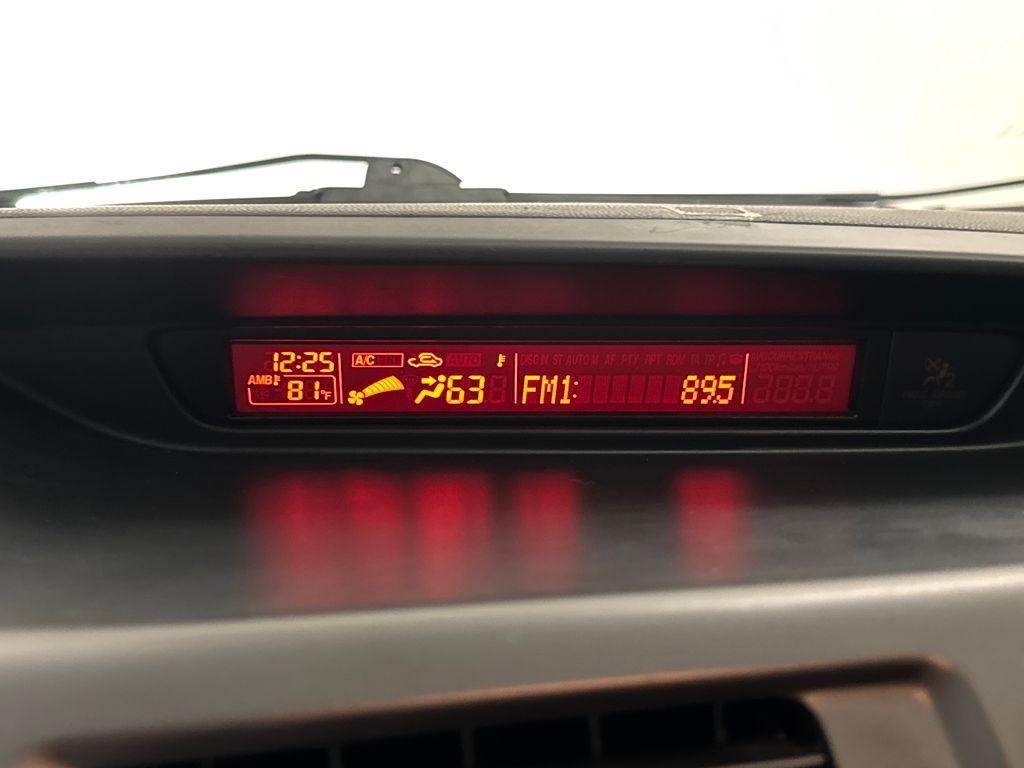 12:25 A/C AUTO DISC IN ST AUTO M AF PTY RPT RDM TA TP
AMB 81°F 63 FM1: 89.5